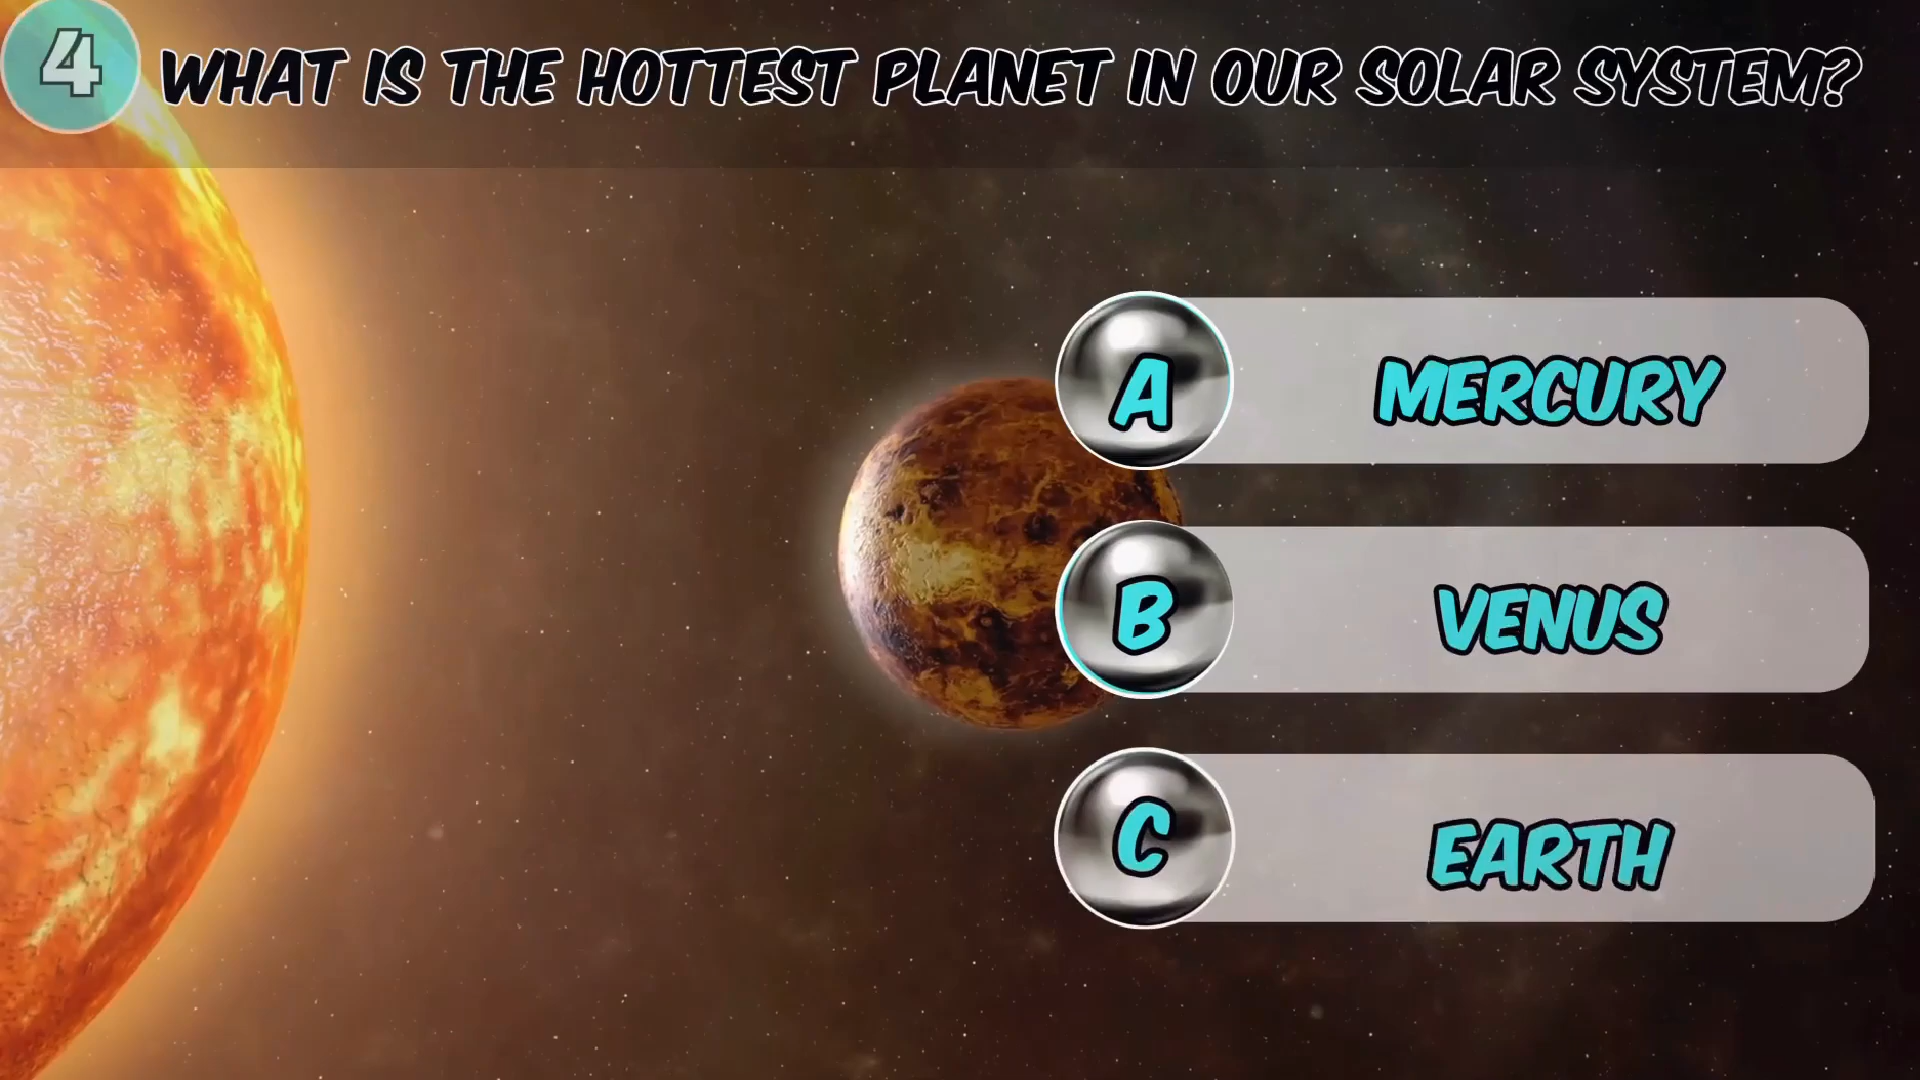 4 WHAT IS THE HOTTEST PLANET IN OUR SOLAR SYSTEM?
A MERCURY
B VENUS
C EARTH